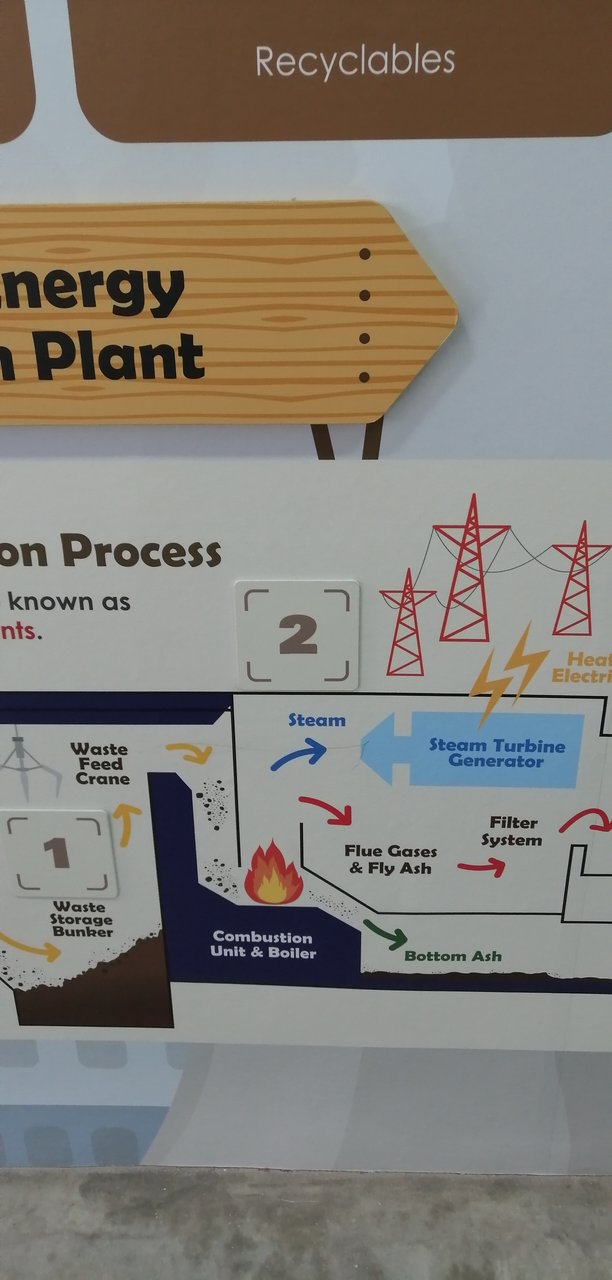 Recyclables
nergy
n Plant
on Process
known as
nts.
2
Steam
Steam Turbine
Generator
Heat
Electri
Waste
Feed
Crane
1
Waste
Storage
Bunker
Flue Gases
& Fly Ash
Filter
System
Combustion
Unit & Boiler
Bottom Ash